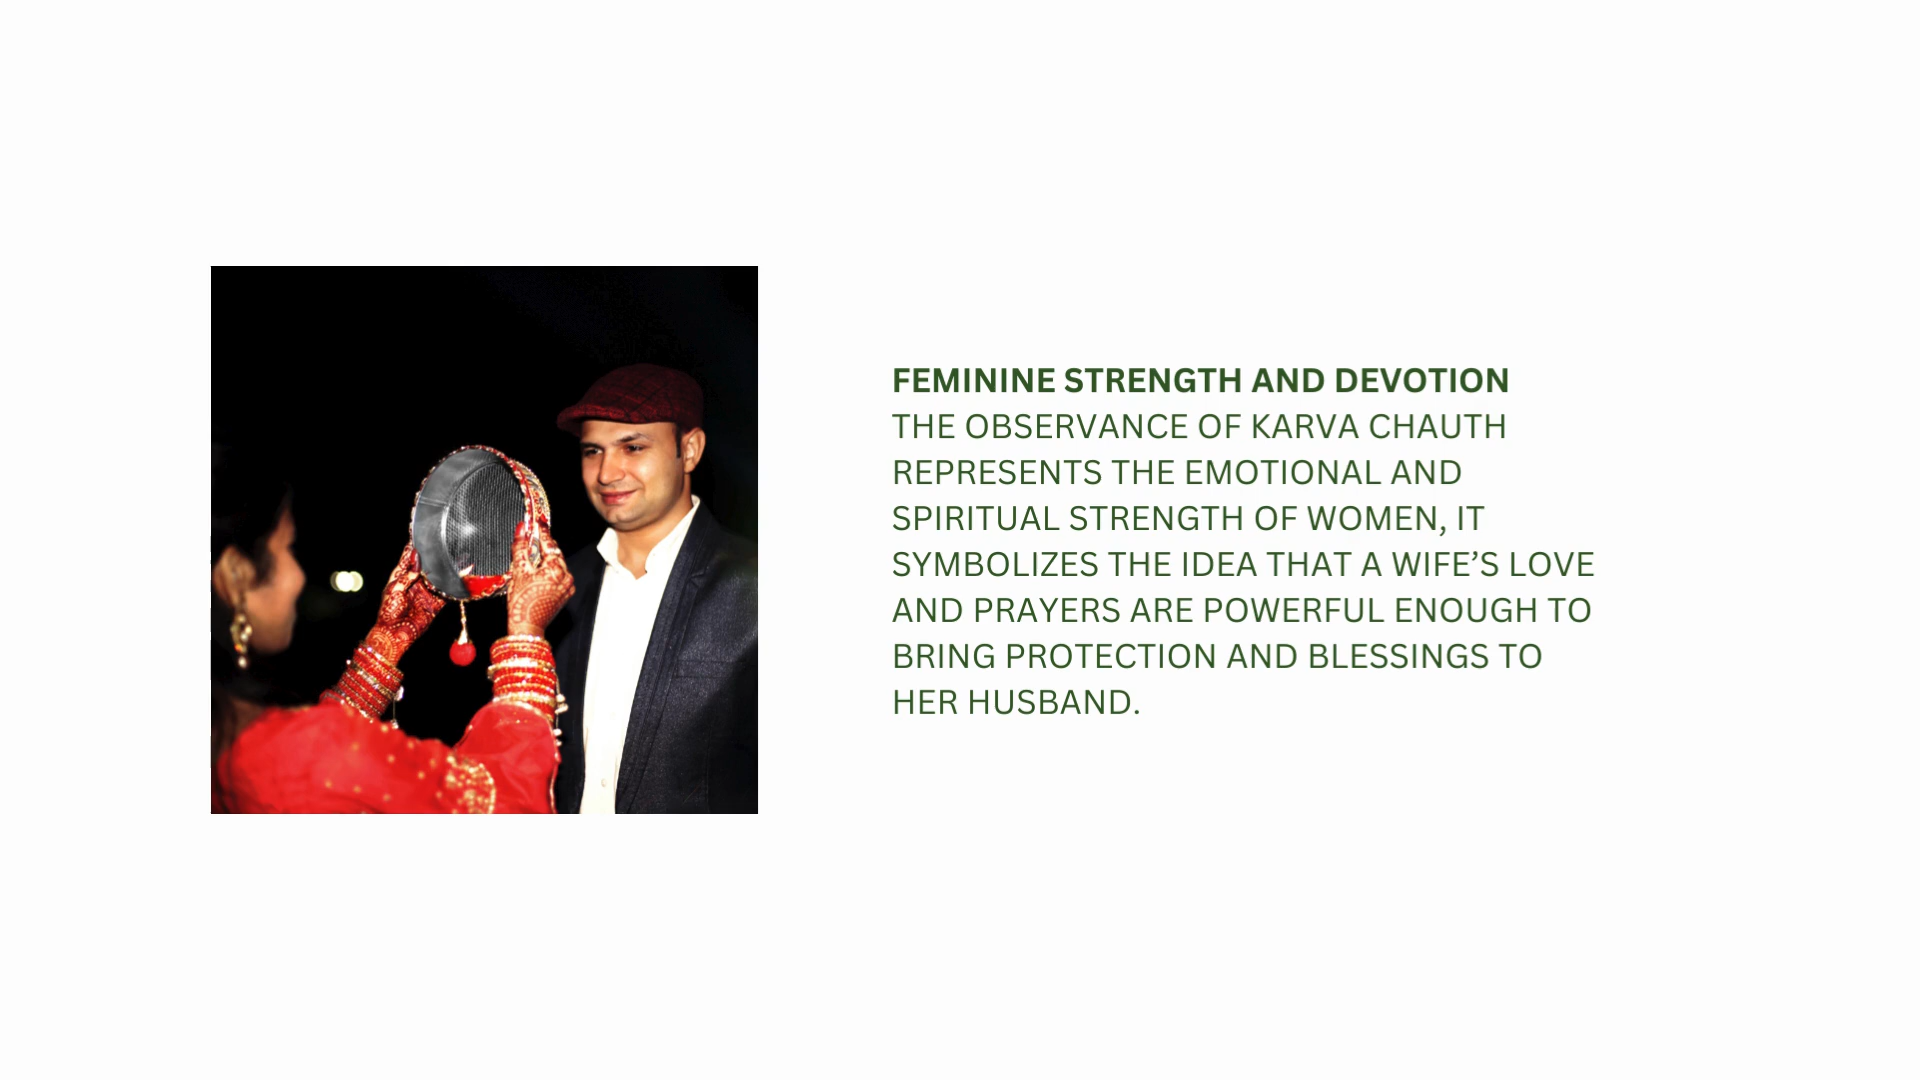 FEMININE STRENGTH AND DEVOTION
THE OBSERVANCE OF KARVA CHAUTH
REPRESENTS THE EMOTIONAL AND
SPIRITUAL STRENGTH OF WOMEN, IT
SYMBOLIZES THE IDEA THAT A WIFE’S LOVE
AND PRAYERS ARE POWERFUL ENOUGH TO
BRING PROTECTION AND BLESSINGS TO
HER HUSBAND.